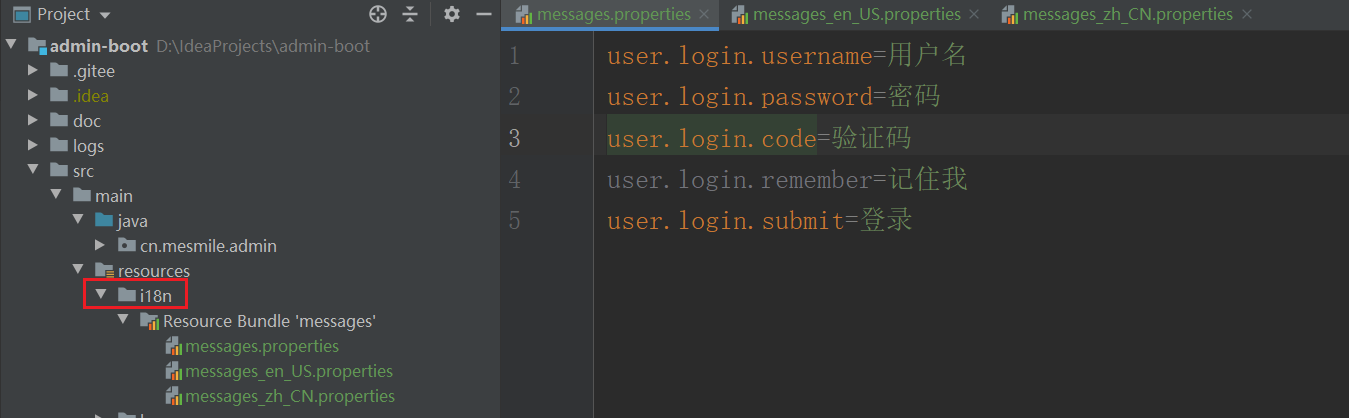 Project
admin-boot D:\IdeaProjects\admin-boot
.gitee
.idea
doc
logs
src
main
java
cn.mesmile.admin
resources
i18n
Resource Bundle 'messages'
messages.properties
messages_en_US.properties
messages_zh_CN.properties
messages.properties messages_en_US.properties messages_zh_CN.properties
1 user.login.username=用户名
2 user.login.password=密码
3 user.login.code=验证码
4 user.login.remember=记住我
5 user.login.submit=登录